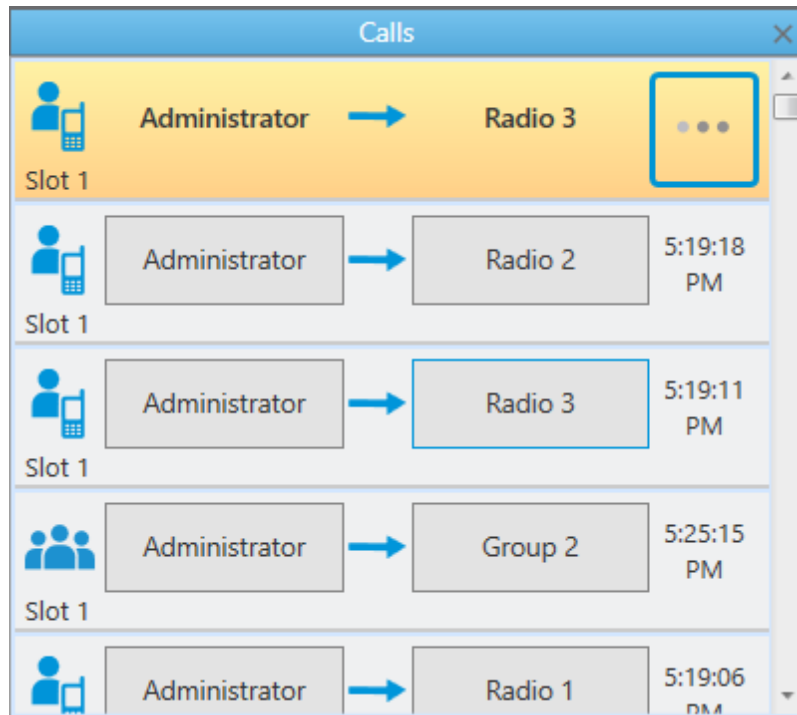 Calls
Administrator Radio 3
Slot 1
Administrator Radio 2 5:19:18 PM
Slot 1
Administrator Radio 3 5:19:11 PM
Slot 1
Administrator Group 2 5:25:15 PM
Slot 1
Administrator Radio 1 5:19:06 PM